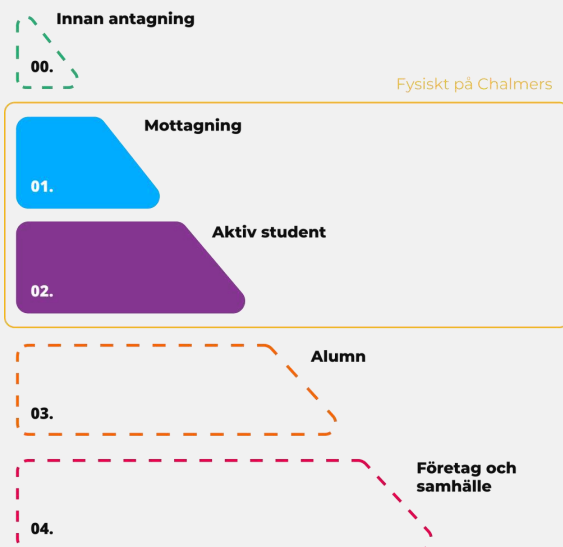 Innan antagning
00.
Fysiskt på Chalmers
Mottagning
01.
Aktiv student
02.
Alumn
03.
Företag och
samhälle
04.